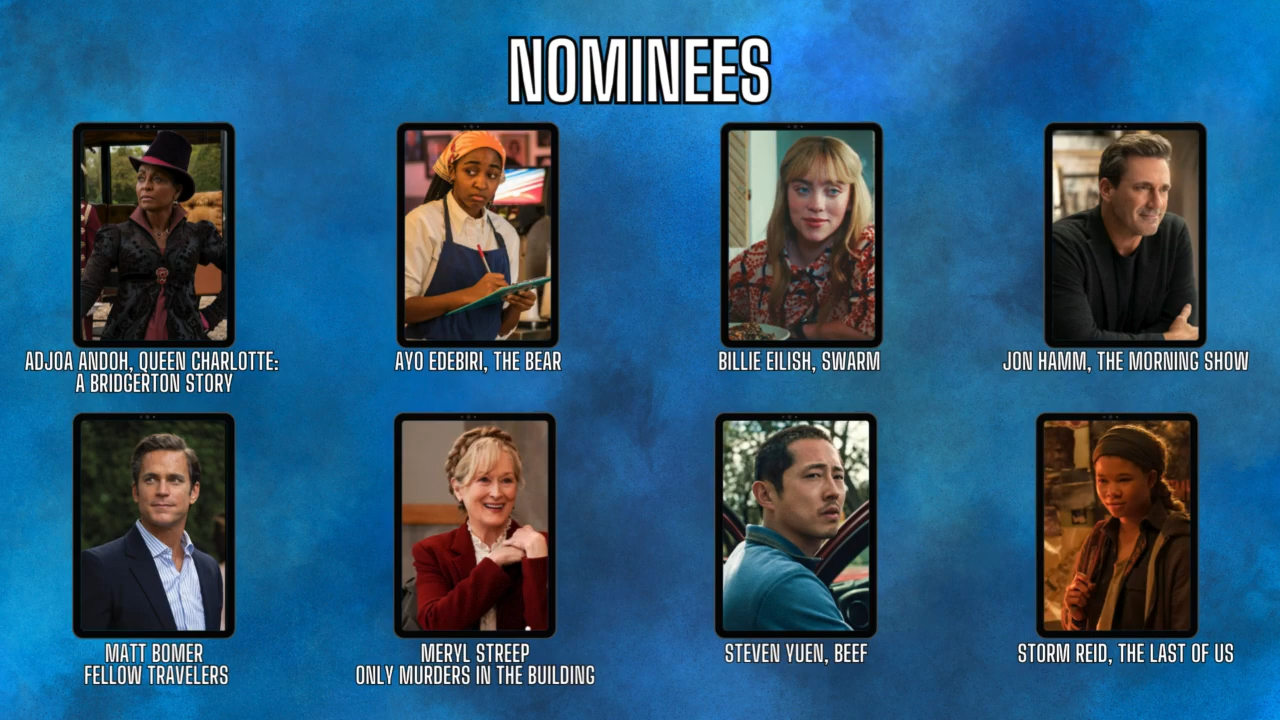 NOMINEES
ADJOA ANDOH, QUEEN CHARLOTTE:
A BRIDGERTON STORY
AYO EDEBIRI, THE BEAR
BILLIE EILISH, SWARM
JON HAMM, THE MORNING SHOW
MATT BOMER
FELLOW TRAVELERS
MERYL STREEP
ONLY MURDERS IN THE BUILDING
STEVEN YUEN, BEEF
STORM REID, THE LAST OF US